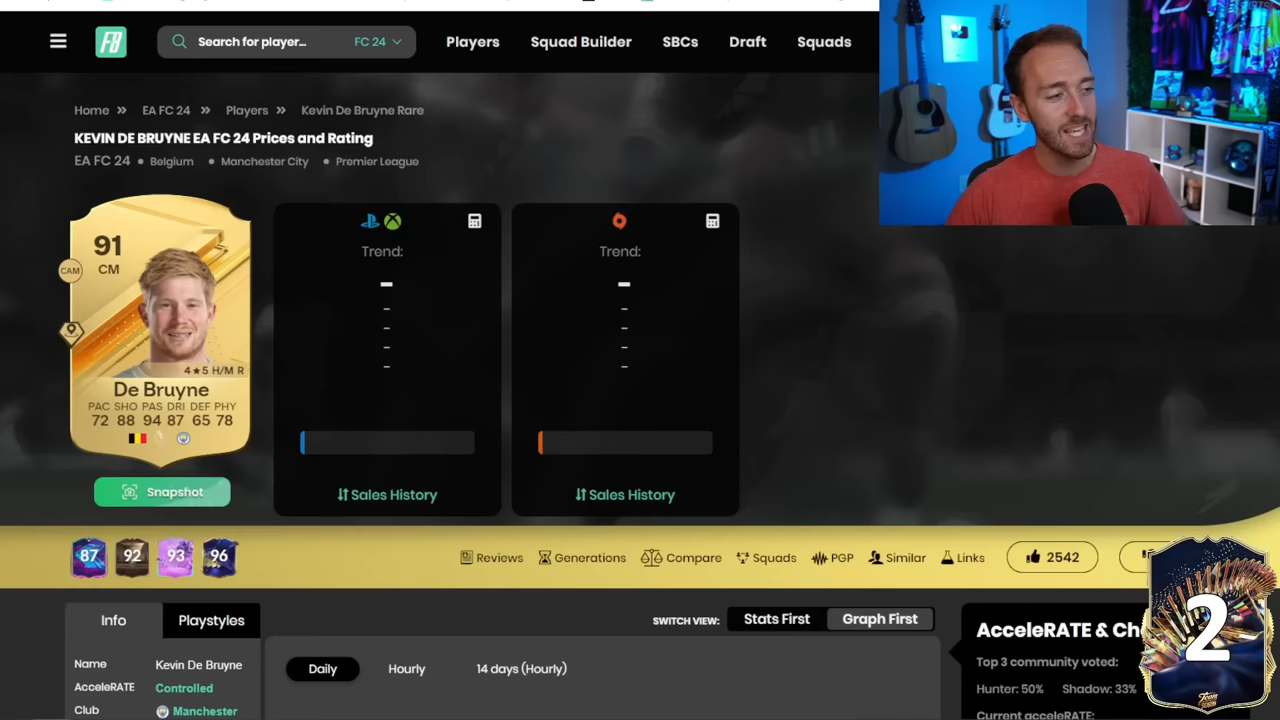 FB
Search for player...
FC 24
Players
Squad Builder
SBCs
Draft
Squads
Home » EA FC 24 » Players » Kevin De Bruyne Rare
KEVIN DE BRUYNE EA FC 24 Prices and Rating
EA FC 24 • Belgium • Manchester City • Premier League
91
CM
CAM
4★5 H/M R
De Bruyne
PAC SHO PAS DRI DEF PHY
72 88 94 87 65 78
Snapshot
Trend:
-
-
-
-
-
Sales History
Trend:
-
-
-
-
-
Sales History
87
92
93
96
Reviews
Generations
Compare
Squads
PGP
Similar
Links
2542
Info
Playstyles
SWITCH VIEW:
Stats First
Graph First
Name Kevin De Bruyne
AcceleRATE Controlled
Club Manchester
Daily
Hourly
14 days (Hourly)
AcceleRATE & Ch
Top 3 community voted:
Hunter: 50% Shadow: 33%
Current acceleRATE:
2